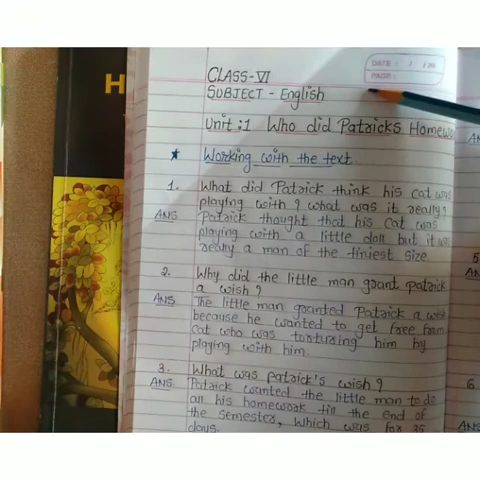 H
DATE: / /20
PAGE:
CLASS-VI
SUBJECT - English
Unit:1 Who did Patricks Homew
★ Working with the text.
1. What did Patrick think his cat was
playing with? what was it really?
ANS Patrick thought that his cat was
playing with a little doll but it was
really a man of the tiniest size
2. Why did the little man grant patrick
a wish?
ANS The little man granted Patrick a wish
because he wanted to get free from
cat who was torturing him by
playing with him.
3. What was patrick's wish?
ANS Patrick wanted the little man to do
all his homework till the end of
the semester, which was for 35
days.
AN
5
6.
ANS